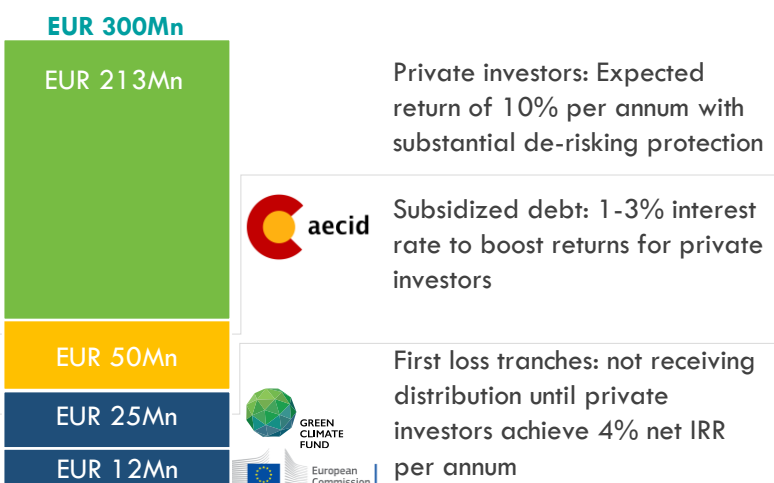 EUR 300Mn
EUR 213Mn
Private investors: Expected
return of 10% per annum with
substantial de-risking protection
aecid
Subsidized debt: 1-3% interest
rate to boost returns for private
investors
EUR 50Mn
First loss tranches: not receiving
distribution until private
investors achieve 4% net IRR
per annum
EUR 25Mn
GREEN
CLIMATE
FUND
EUR 12Mn
European
Commission